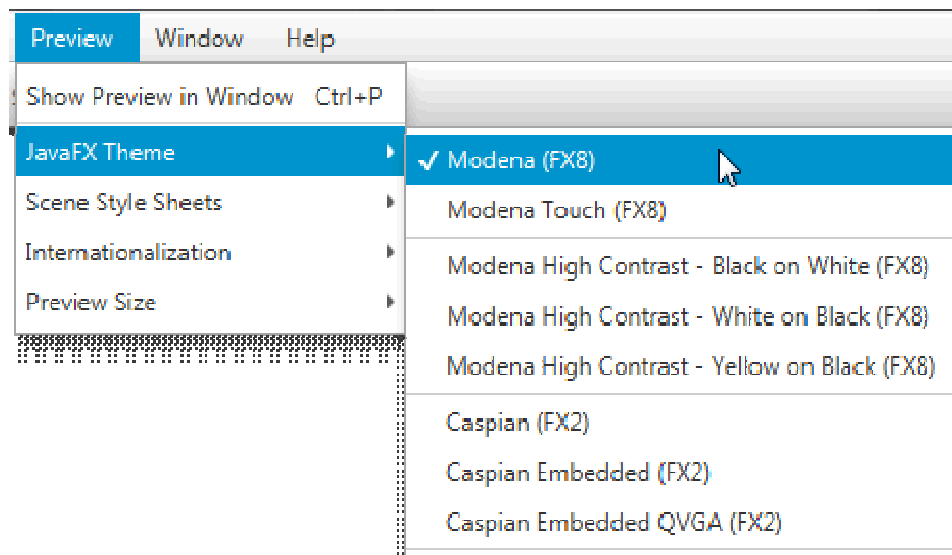 Preview Window Help
Show Preview in Window Ctrl+P
JavaFX Theme
Scene Style Sheets
Internationalization
Preview Size
Modena (FX8)
Modena Touch (FX8)
Modena High Contrast - Black on White (FX8)
Modena High Contrast - White on Black (FX8)
Modena High Contrast - Yellow on Black (FX8)
Caspian (FX2)
Caspian Embedded (FX2)
Caspian Embedded QVGA (FX2)